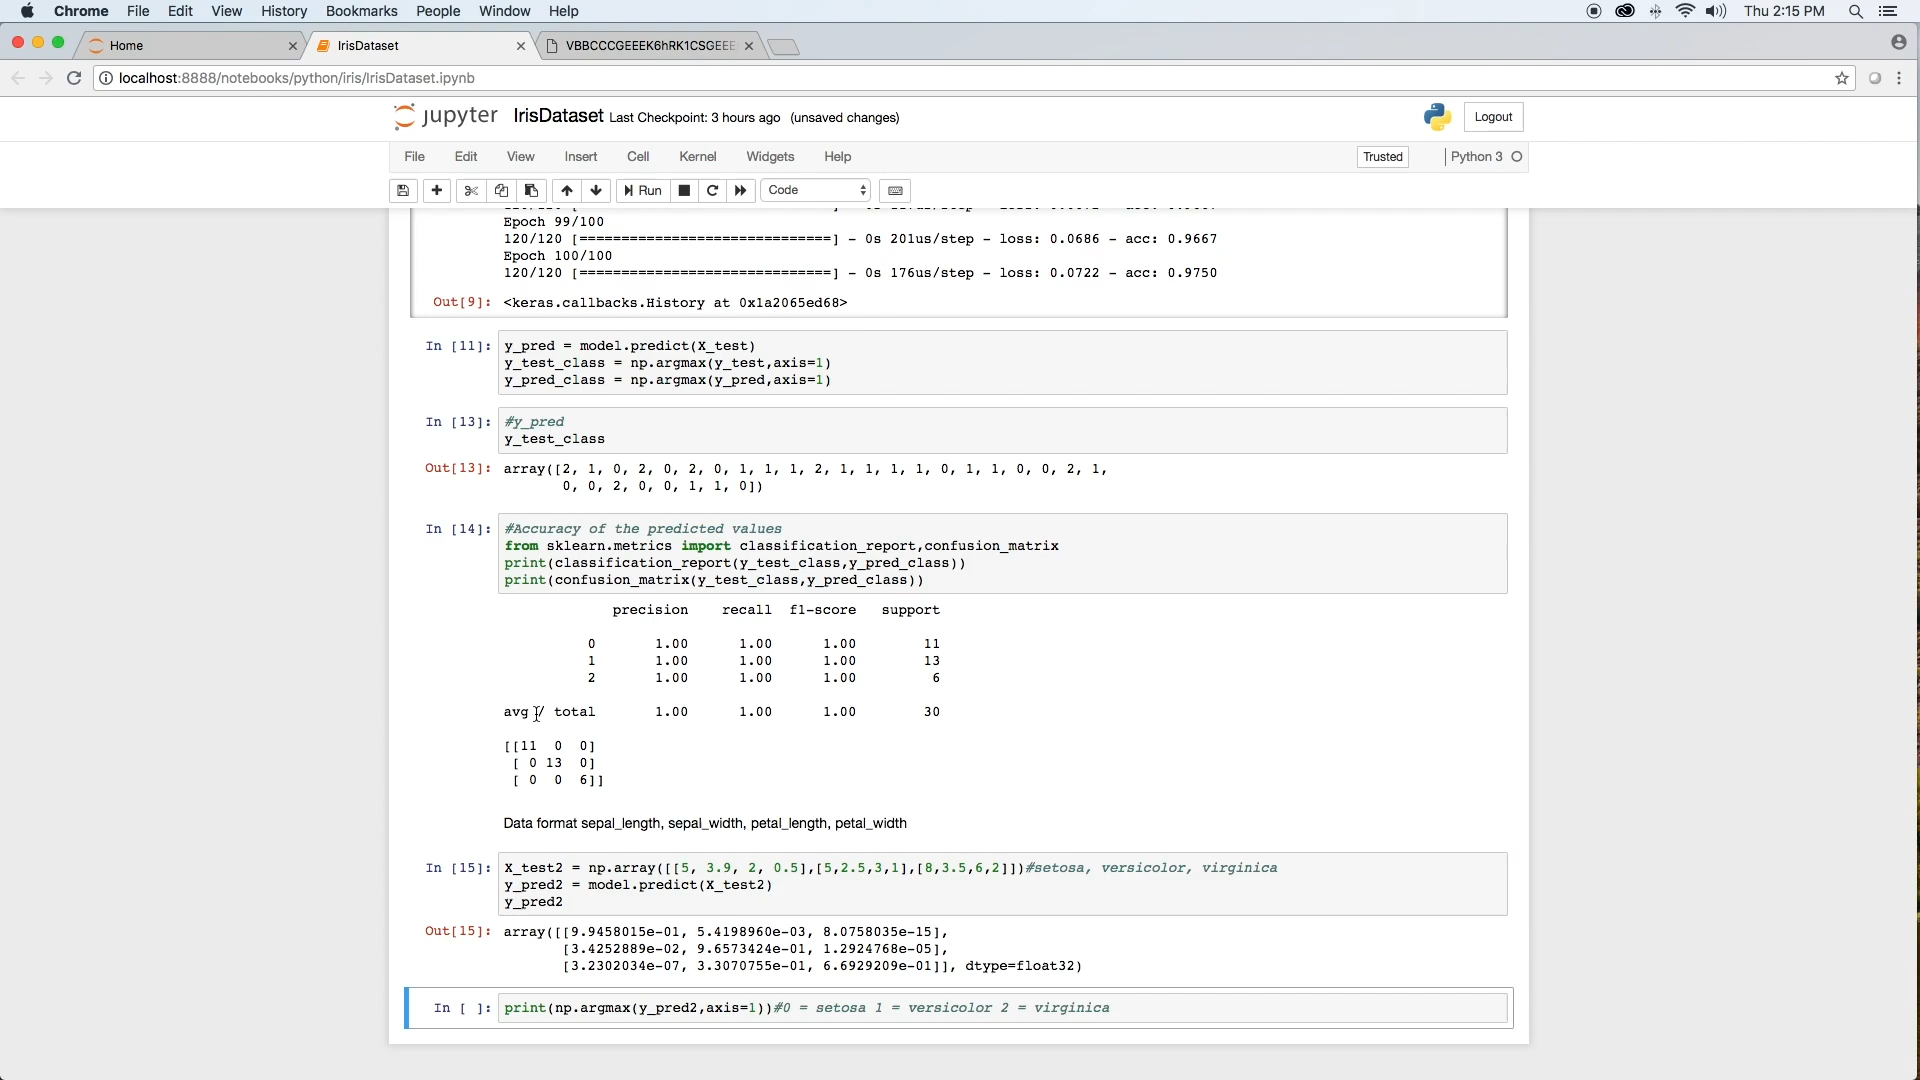 Chrome File Edit View History Bookmarks People Window Help Thu 2:15 PM
Home IrisDataset VBBCCCGEEEK6hRK1CSGEEE
localhost:8888/notebooks/python/iris/IrisDataset.ipynb
jupyter IrisDataset Last Checkpoint: 3 hours ago (unsaved changes) Logout
File Edit View Insert Cell Kernel Widgets Help Trusted Python 3
Run Code
Epoch 99/100
120/120 [==============================] - 0s 201us/step - loss: 0.0686 - acc: 0.9667
Epoch 100/100
120/120 [==============================] - 0s 176us/step - loss: 0.0722 - acc: 0.9750
Out[9]: <keras.callbacks.History at 0x1a2065ed68>
In [11]: y_pred = model.predict(X_test)
y_test_class = np.argmax(y_test,axis=1)
y_pred_class = np.argmax(y_pred,axis=1)
In [13]: #y_pred
y_test_class
Out[13]: array([2, 1, 0, 2, 0, 2, 0, 1, 1, 1, 2, 1, 1, 1, 1, 0, 1, 1, 0, 0, 2, 1,
0, 0, 2, 0, 0, 1, 1, 0])
In [14]: #Accuracy of the predicted values
from sklearn.metrics import classification_report,confusion_matrix
print(classification_report(y_test_class,y_pred_class))
print(confusion_matrix(y_test_class,y_pred_class))
precision recall f1-score support
0 1.00 1.00 1.00 11
1 1.00 1.00 1.00 13
2 1.00 1.00 1.00 6
avg / total 1.00 1.00 1.00 30
[[11 0 0]
[ 0 13 0]
[ 0 0 6]]
Data format sepal_length, sepal_width, petal_length, petal_width
In [15]: X_test2 = np.array([[5, 3.9, 2, 0.5],[5,2.5,3,1],[8,3.5,6,2]])#setosa, versicolor, virginica
y_pred2 = model.predict(X_test2)
y_pred2
Out[15]: array([[9.9458015e-01, 5.4198960e-03, 8.0758035e-15],
[3.4252889e-02, 9.6573424e-01, 1.2924768e-05],
[3.2302034e-07, 3.3070755e-01, 6.6929209e-01]], dtype=float32)
In [ ]: print(np.argmax(y_pred2,axis=1))#0 = setosa 1 = versicolor 2 = virginica